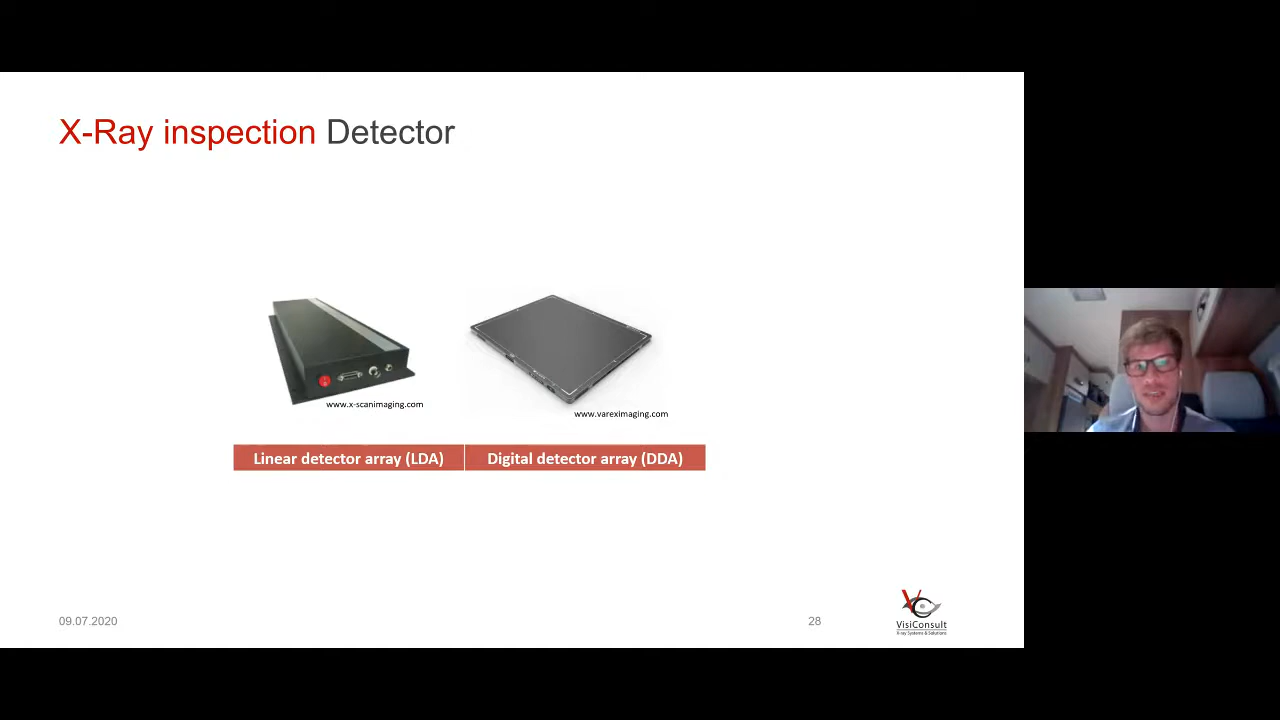 X-Ray inspection Detector
www.x-scanimaging.com
www.vareximaging.com
Linear detector array (LDA)
Digital detector array (DDA)
09.07.2020
28
VisiConsult
X-ray Systems & Solutions